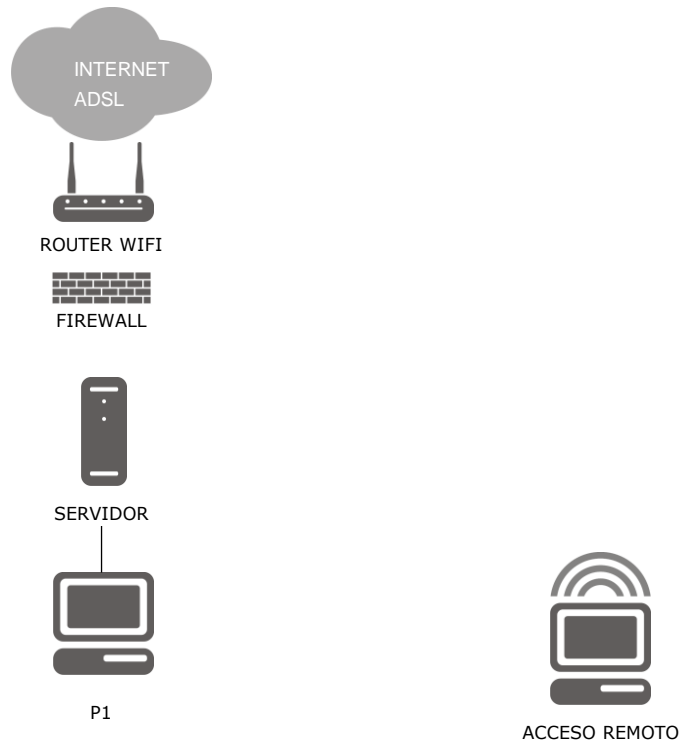 INTERNET
ADSL
ROUTER WIFI
FIREWALL
SERVIDOR
P1
ACCESO REMOTO